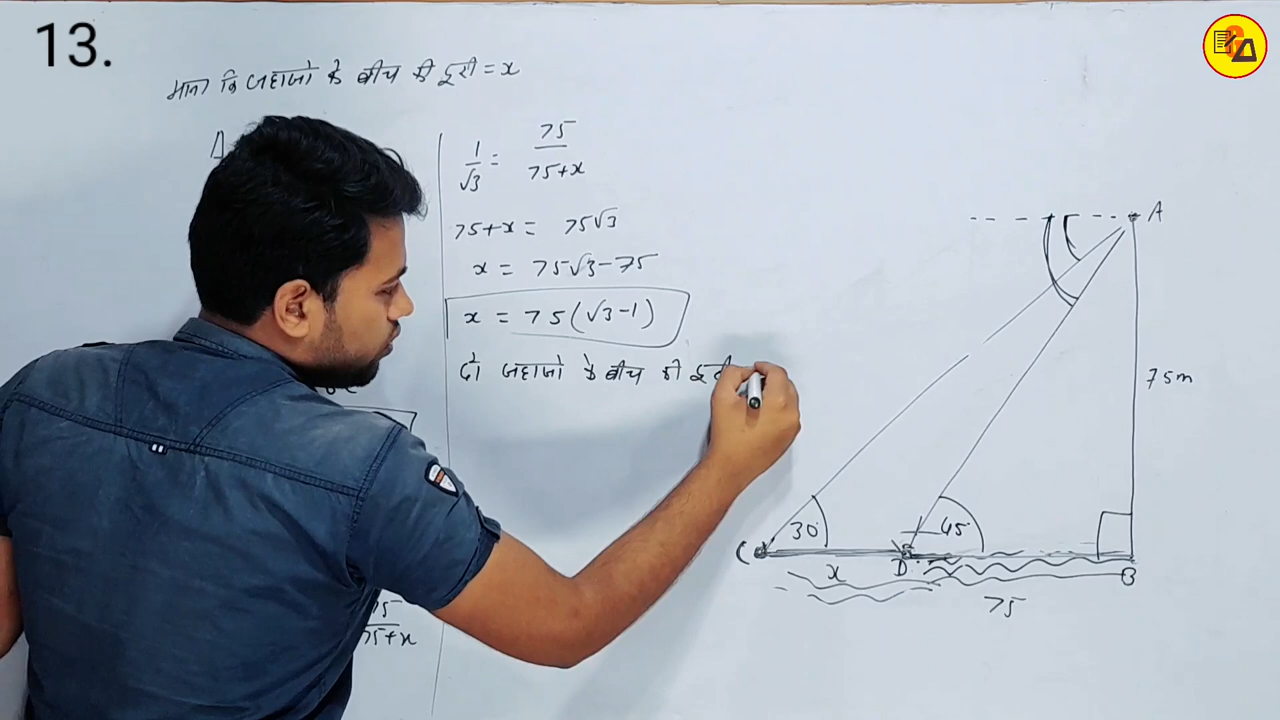 13.
माना कि जहाजो के बीच की दूरी = x
1/√3 = 75/75+x
75+x = 75√3
x = 75√3-75
x = 75(√3-1)
दो जहाजो के बीच की दूरी
75+x
A
75m
30°
45°
C
x
D
B
75